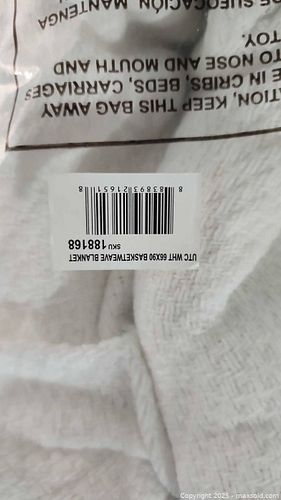 UTC WHT 66X90 BASKETWEAVE BLANKET
SKU 188168
8 83893 21651 8
TION, KEEP THIS BAG AWAY
E IN CRIBS, BEDS, CARRIAGES
TO NOSE AND MOUTH AND
TOY.
SUFOCACIÓN, MANTENGA
Copyright 2025 - maxsold.com